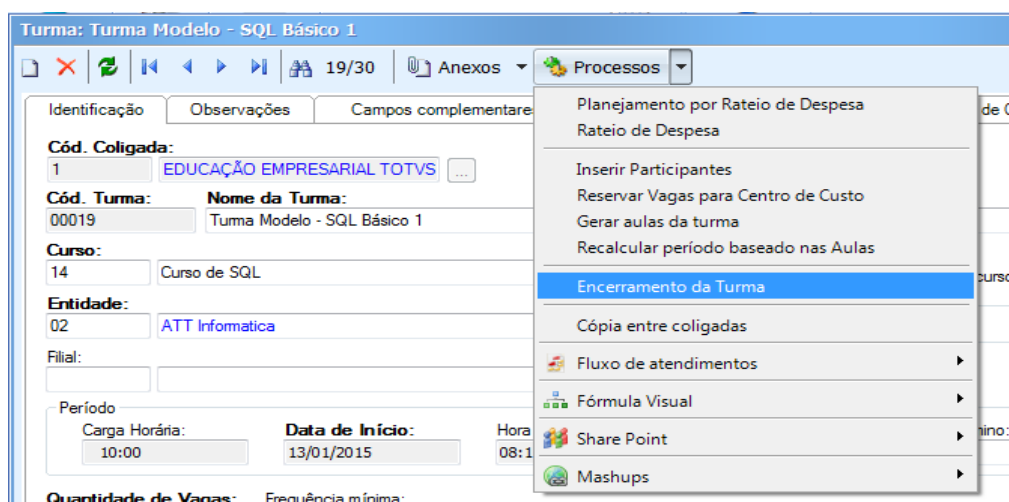 Turma: Turma Modelo - SQL Básico 1
19/30 Anexos Processos
Identificação Observações Campos complementare de
Planejamento por Rateio de Despesa
Rateio de Despesa
Cód. Coligada:
1 EDUCAÇÃO EMPRESARIAL TOTVS ...
Inserir Participantes
Cód. Turma: Nome da Turma:
Reservar Vagas para Centro de Custo
00019 Turma Modelo - SQL Básico 1
Gerar aulas da turma
Recalcular período baseado nas Aulas
Curso:
14 Curso de SQL
Encerramento da Turma
Entidade:
02 ATT Informatica
Cópia entre coligadas
Filial:
Fluxo de atendimentos
Fórmula Visual
Período
Carga Horária: Data de Início: Hora
Share Point
10:00 13/01/2015 08:1
Mashups
Quantidade de Vagas: Frequência mínima: